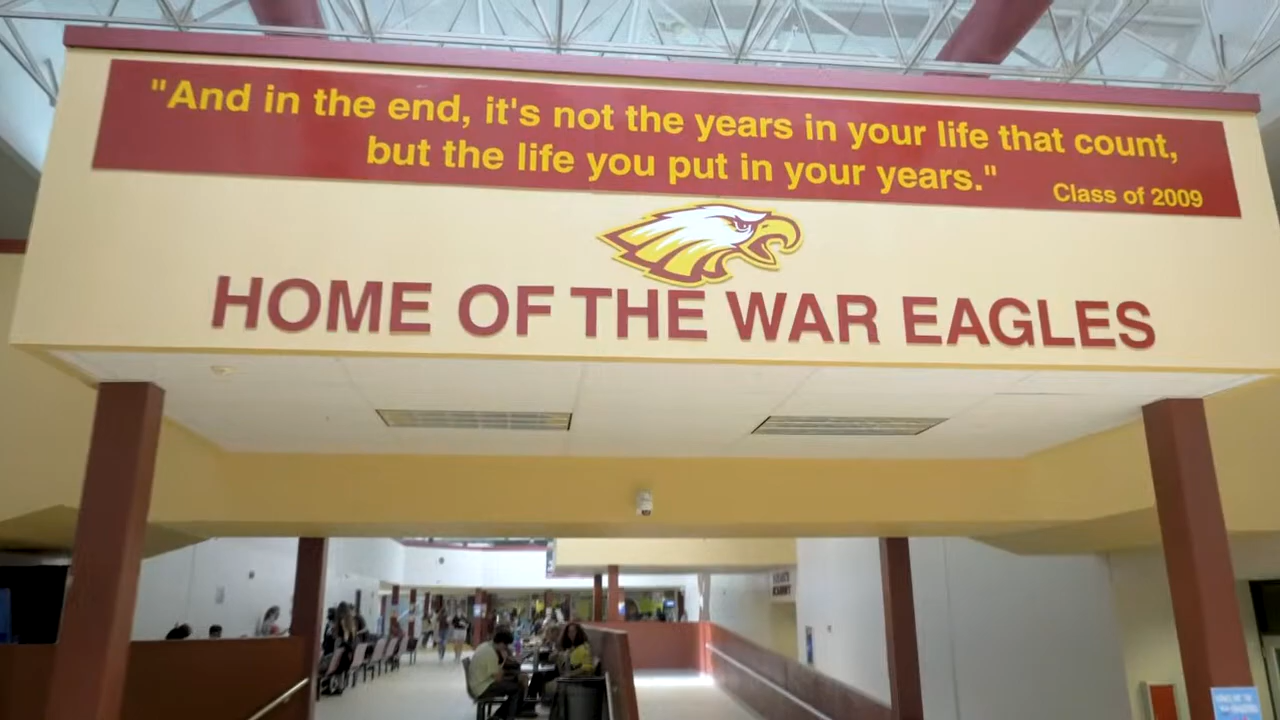 "And in the end, it's not the years in your life that count,
but the life you put in your years."
Class of 2009
HOME OF THE WAR EAGLES